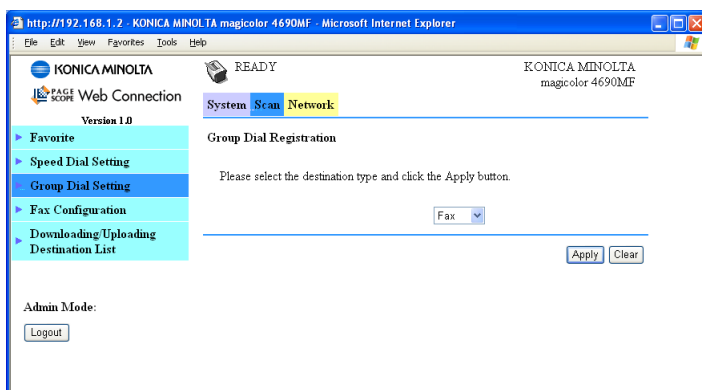 http://192.168.1.2 - KONICA MINOLTA magicolor 4690MF - Microsoft Internet Explorer
File Edit View Favorites Tools Help
KONICA MINOLTA
PAGE SCOPE Web Connection
Version 1.0
READY
KONICA MINOLTA
magicolor 4690MF
System Scan Network
Favorite
Speed Dial Setting
Group Dial Setting
Fax Configuration
Downloading/Uploading
Destination List
Admin Mode:
Logout
Group Dial Registration
Please select the destination type and click the Apply button.
Fax
Apply Clear